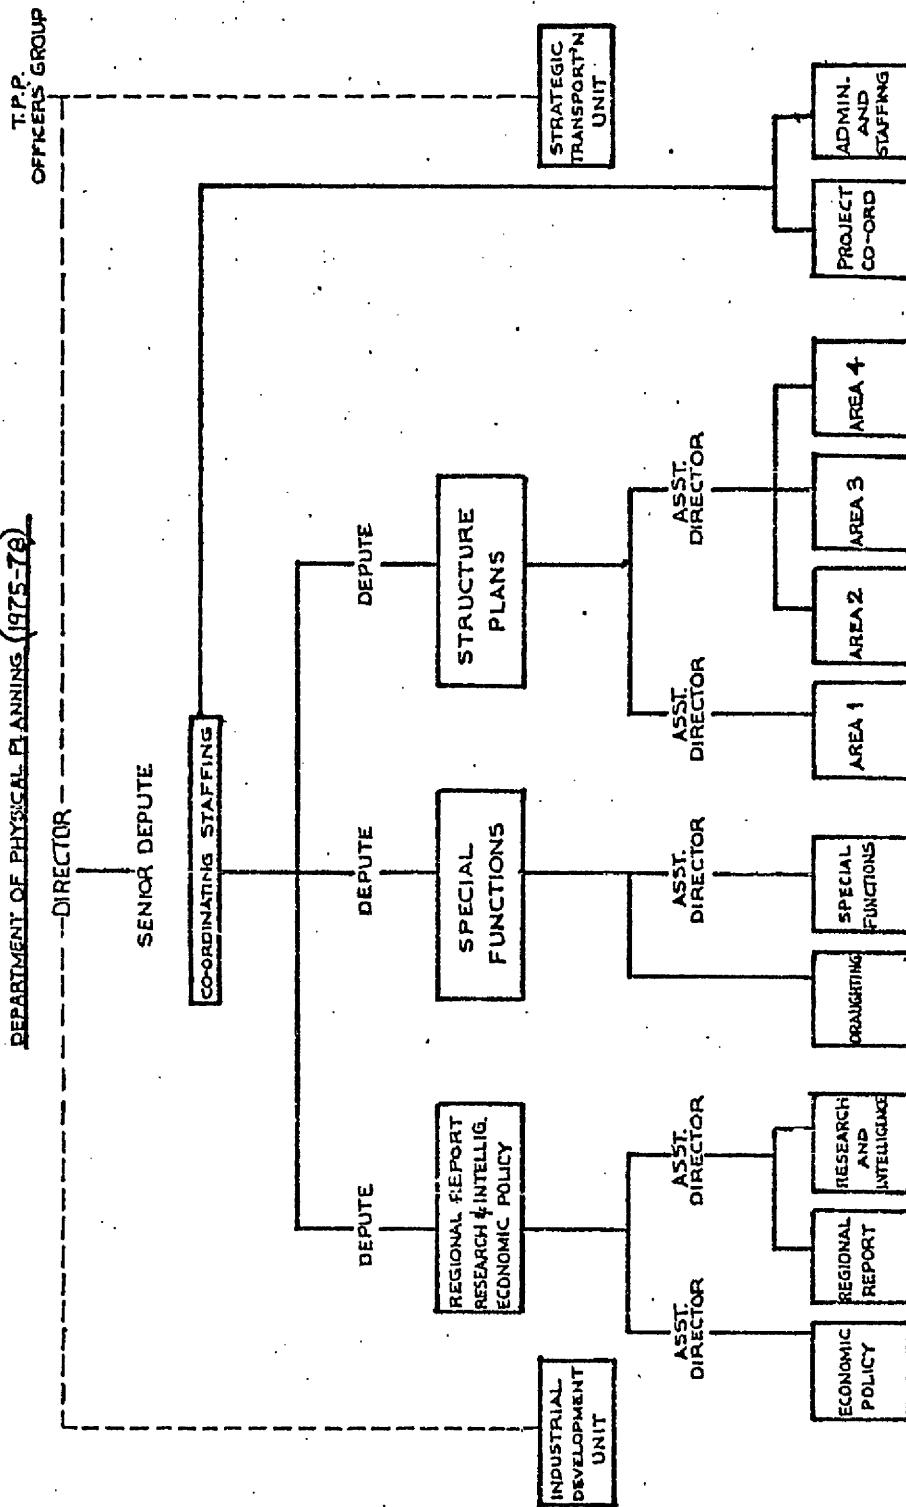 DEPARTMENT OF PHYSICAL PLANNING (1975-78)
T.P.P.
OFFICERS' GROUP
DIRECTOR
SENIOR DEPUTE
CO-ORDINATING STAFFING
DEPUTE
DEPUTE
DEPUTE
REGIONAL REPORT
RESEARCH & INTELLIG.
ECONOMIC POLICY
SPECIAL
FUNCTIONS
STRUCTURE
PLANS
INDUSTRIAL
DEVELOPMENT
UNIT
STRATEGIC
TRANSPORT'N
UNIT
ASST.
DIRECTOR
ASST.
DIRECTOR
ASST.
DIRECTOR
ASST.
DIRECTOR
ASST.
DIRECTOR
ECONOMIC
POLICY
REGIONAL
REPORT
RESEARCH
AND
INTELLIGENCE
DRAUGHTING
SPECIAL
FUNCTIONS
AREA 1
AREA 2
AREA 3
AREA 4
PROJECT
CO-ORD
ADMIN.
AND
STAFFING